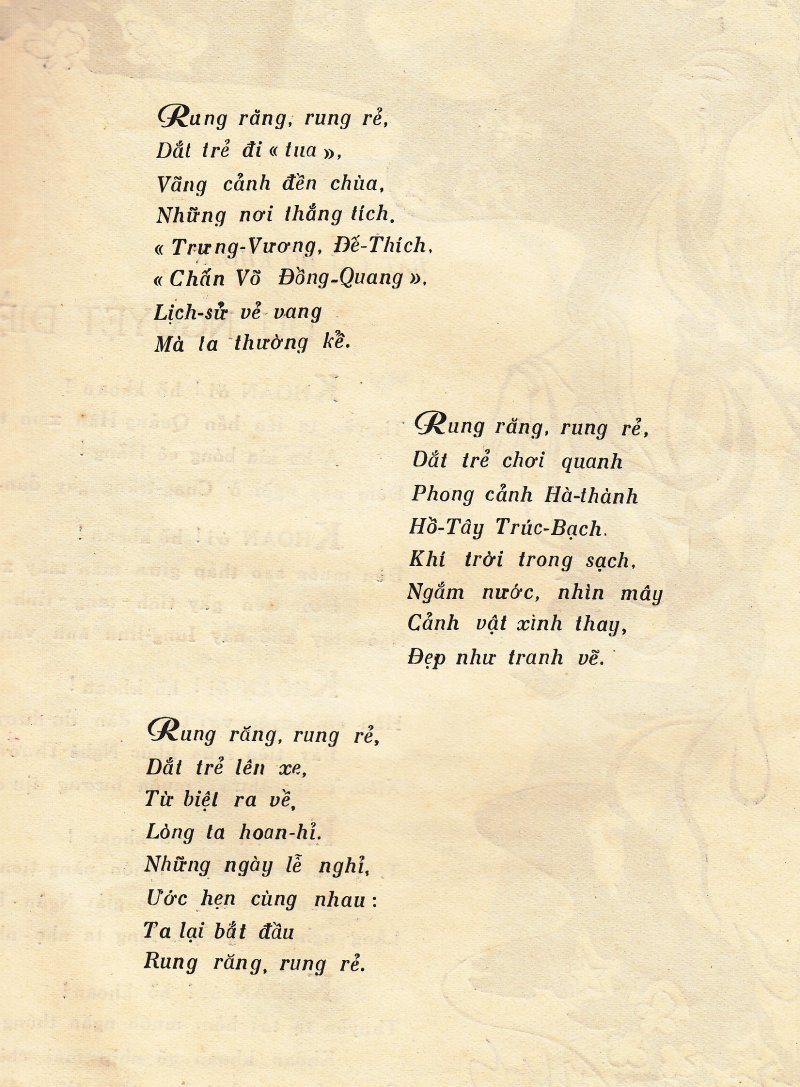 Rung răng, rung rẻ,
Dắt trẻ đi « tua »,
Vãng cảnh đền chùa,
Những nơi thắng tích.
« Trưng-Vương, Đế-Thích,
« Chấn Võ Đồng-Quang »,
Lịch-sử vẻ vang
Mà ta thường kể.
Rung răng, rung rẻ,
Dắt trẻ chơi quanh
Phong cảnh Hà-thành
Hồ-Tây Trúc-Bạch.
Khí trời trong sạch,
Ngắm nước, nhìn mây
Cảnh vật xình thay,
Đẹp như tranh vẽ.
Rung răng, rung rẻ,
Dắt trẻ lên xe,
Từ biệt ra về,
Lòng ta hoan-hỉ.
Những ngày lễ nghỉ,
Ước hẹn cùng nhau :
Ta lại bắt đầu
Rung răng, rung rẻ.